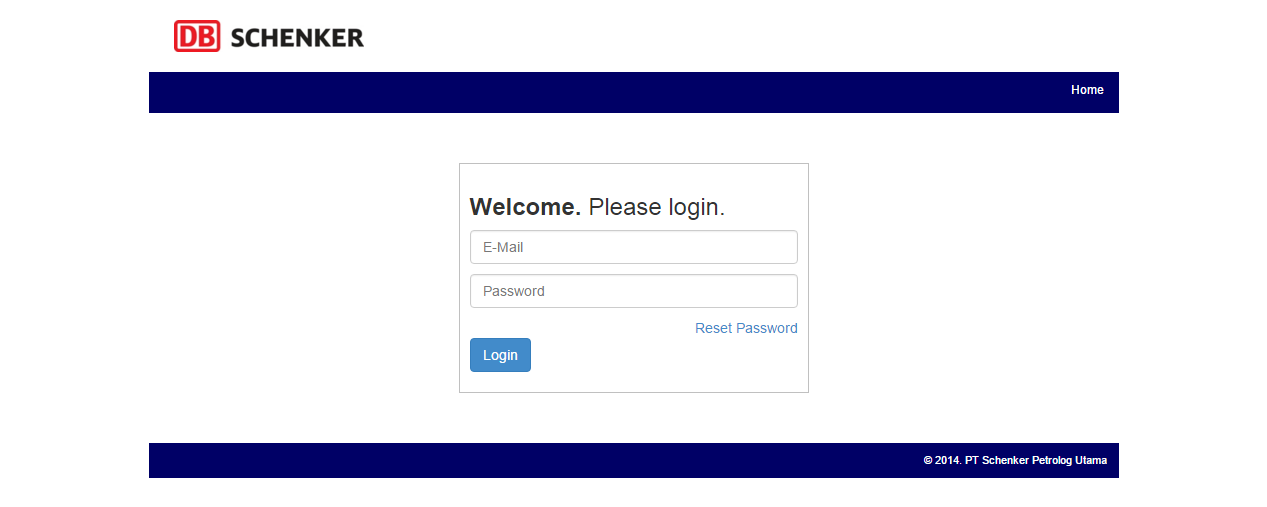 DB SCHENKER
Home
Welcome. Please login.
E-Mail
Password
Reset Password
Login
© 2014. PT Schenker Petrolog Utama